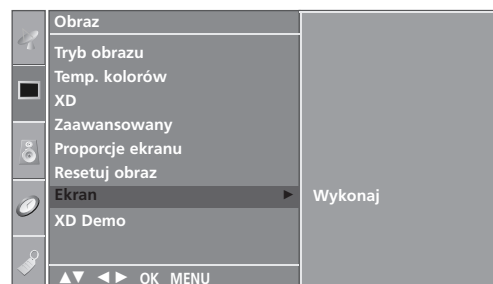 Obraz
Tryb obrazu
Temp. kolorów
XD
Zaawansowany
Proporcje ekranu
Resetuj obraz
Ekran ► Wykonaj
XD Demo
▲▼ ◄► OK MENU